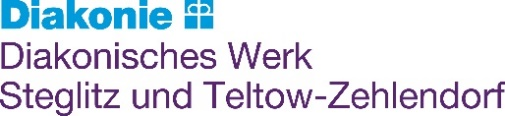 Diakonie
Diakonisches Werk
Steglitz und Teltow-Zehlendorf